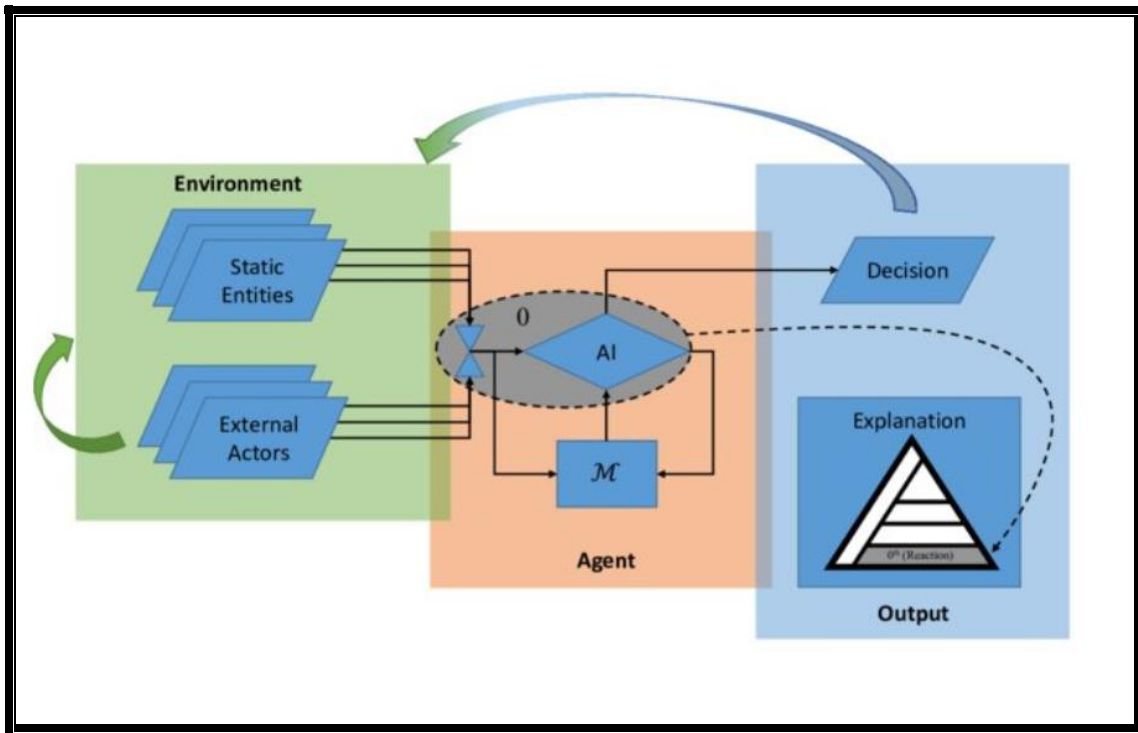 Environment
Static
Entities
External
Actors
0
AI
ℳ
Agent
Decision
Explanation
0th (Reaction)
Output